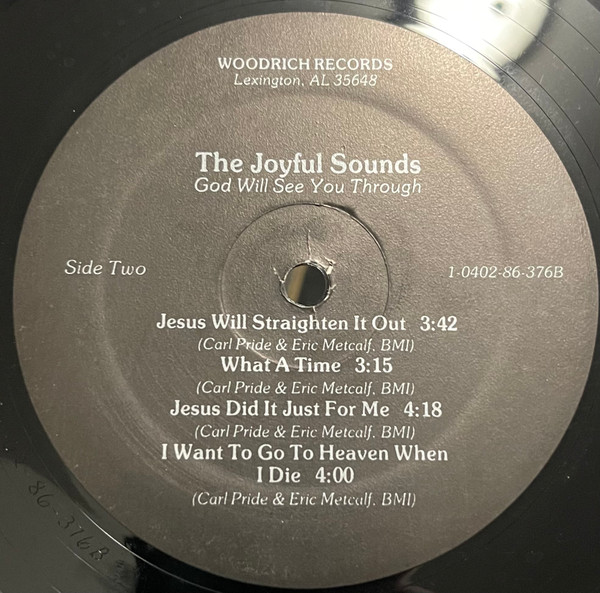 WOODRICH RECORDS
Lexington, AL 35648
The Joyful Sounds
God Will See You Through
Side Two
1-0402-86-376B
Jesus Will Straighten It Out 3:42
(Carl Pride & Eric Metcalf, BMI)
What A Time 3:15
(Carl Pride & Eric Metcalf, BMI)
Jesus Did It Just For Me 4:18
(Carl Pride & Eric Metcalf, BMI)
I Want To Go To Heaven When
I Die 4:00
(Carl Pride & Eric Metcalf, BMI)
86-376B